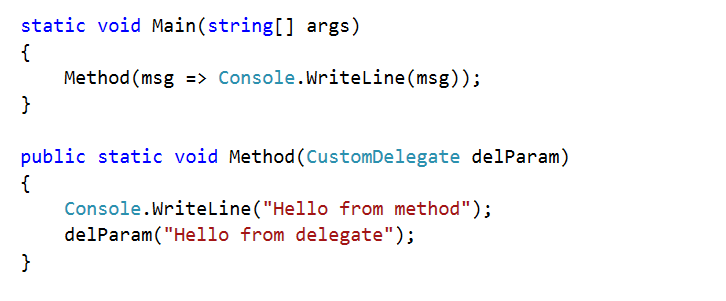 static void Main(string[] args)
{
    Method(msg => Console.WriteLine(msg));
}

public static void Method(CustomDelegate delParam)
{
    Console.WriteLine("Hello from method");
    delParam("Hello from delegate");
}